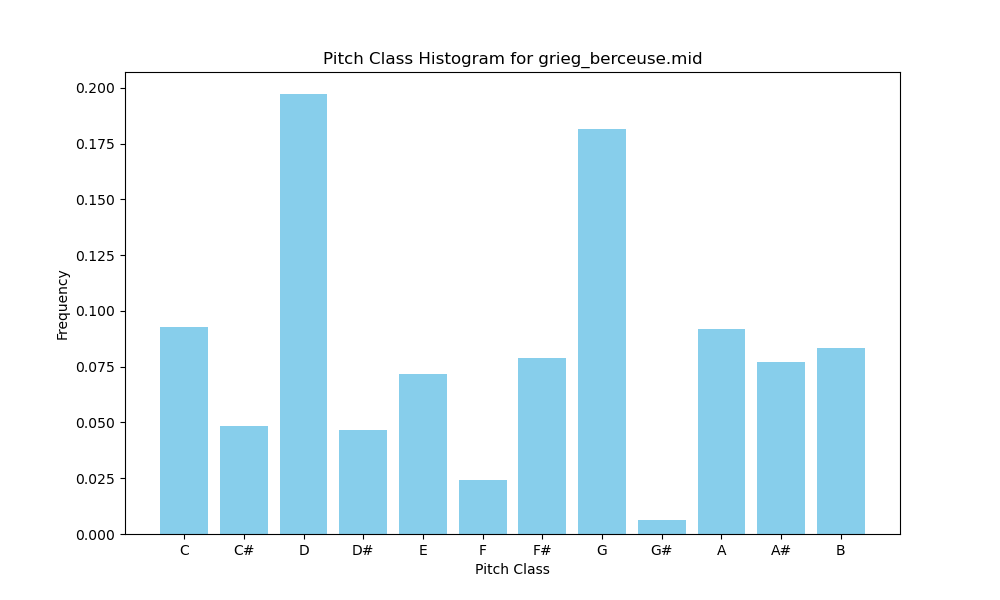 Pitch Class Histogram for grieg_berceuse.mid
0.200
0.175
0.150
0.125
0.100
0.075
0.050
0.025
0.000
Frequency
C C# D D# E F F# G G# A A# B
Pitch Class